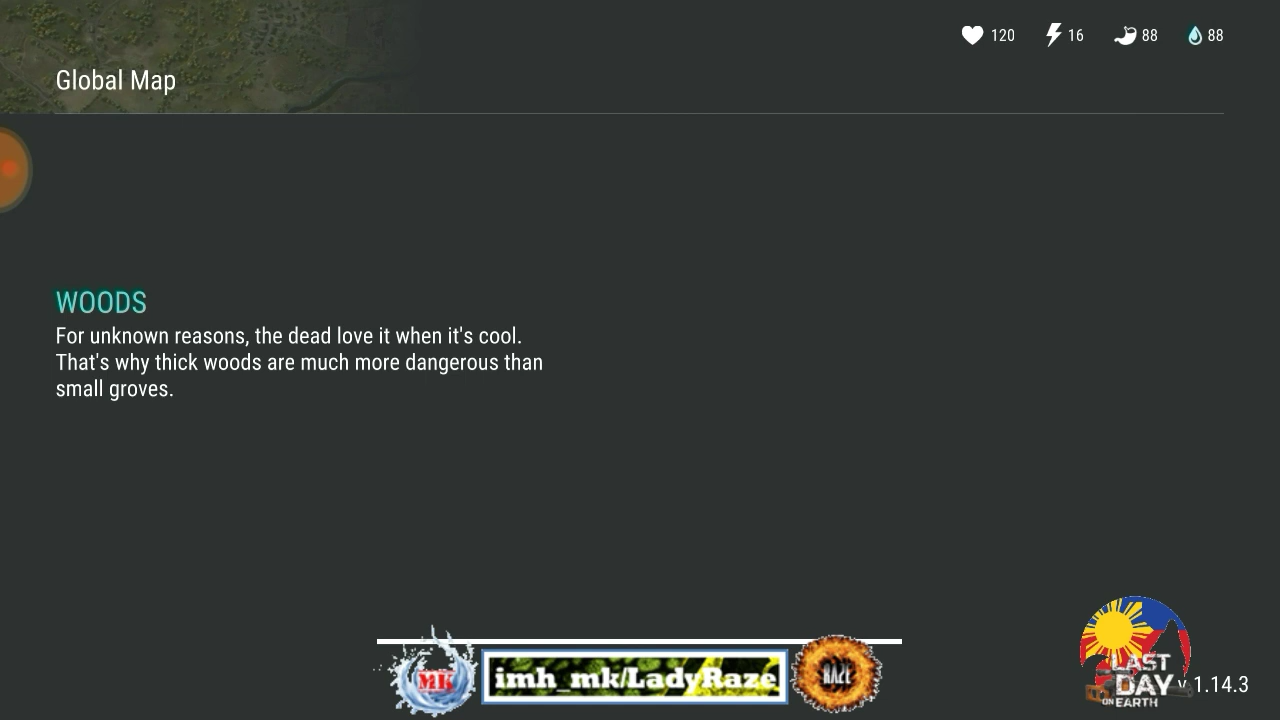 120 16 88 88
Global Map
WOODS
For unknown reasons, the dead love it when it's cool.
That's why thick woods are much more dangerous than
small groves.
MK imh_mk/LadyRaze RAZE
LAST
DAY
ON EARTH
v 1.14.3